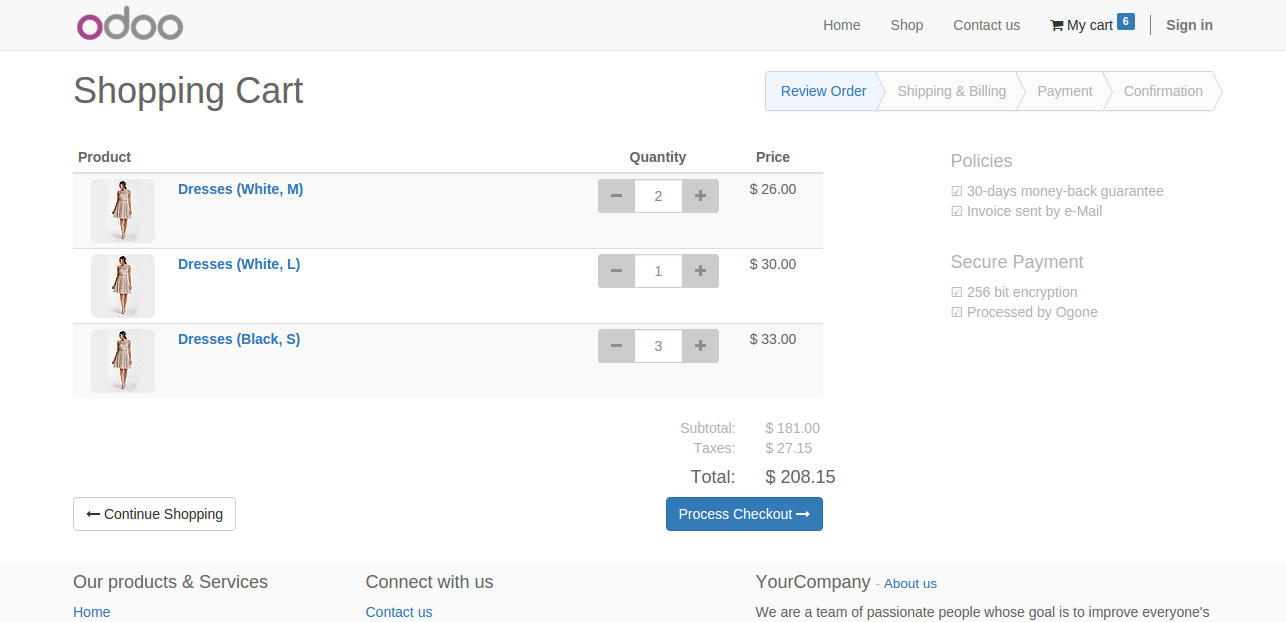 odoo
Home Shop Contact us My cart 6 Sign in
Shopping Cart
Review Order Shipping & Billing Payment Confirmation
Product Quantity Price
Dresses (White, M) 2 $ 26.00
Dresses (White, L) 1 $ 30.00
Dresses (Black, S) 3 $ 33.00
Subtotal: $ 181.00
Taxes: $ 27.15
Total: $ 208.15
Continue Shopping Process Checkout
Policies
30-days money-back guarantee
Invoice sent by e-Mail
Secure Payment
256 bit encryption
Processed by Ogone
Our products & Services
Home
Connect with us
Contact us
YourCompany - About us
We are a team of passionate people whose goal is to improve everyone's